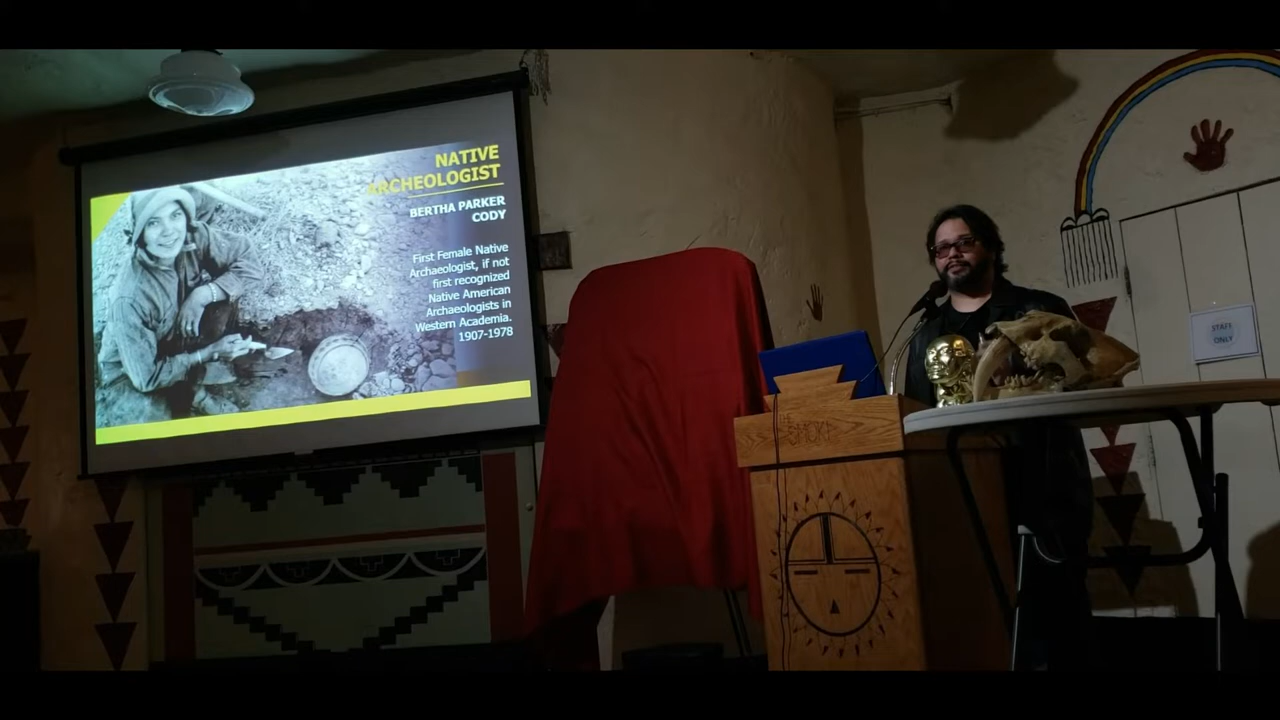 NATIVE
ARCHEOLOGIST
BERTHA PARKER
CODY
First Female Native
Archaeologist, if not
first recognized
Native American
Archaeologists in
Western Academia.
1907-1978
STAFF
ONLY
SMOKI